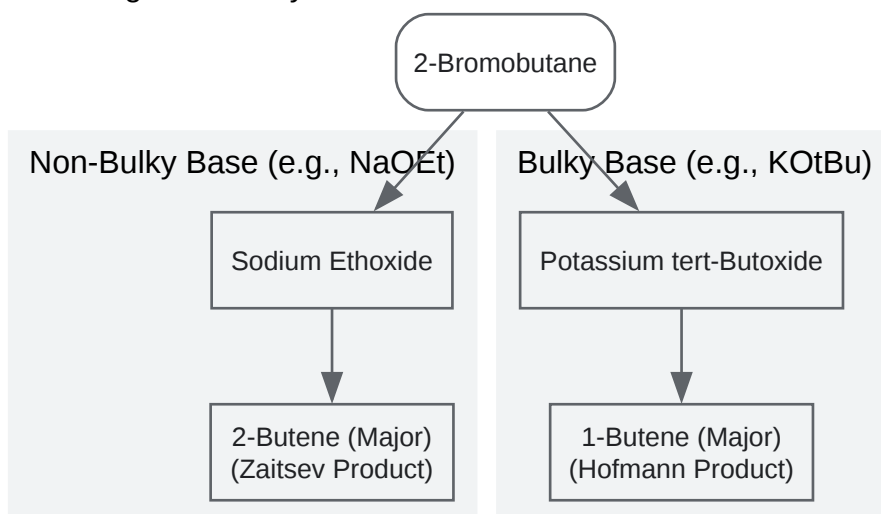 2-Bromobutane
Non-Bulky Base (e.g., NaOEt)
Bulky Base (e.g., KOtBu)
Sodium Ethoxide
Potassium tert-Butoxide
2-Butene (Major)
(Zaitsev Product)
1-Butene (Major)
(Hofmann Product)